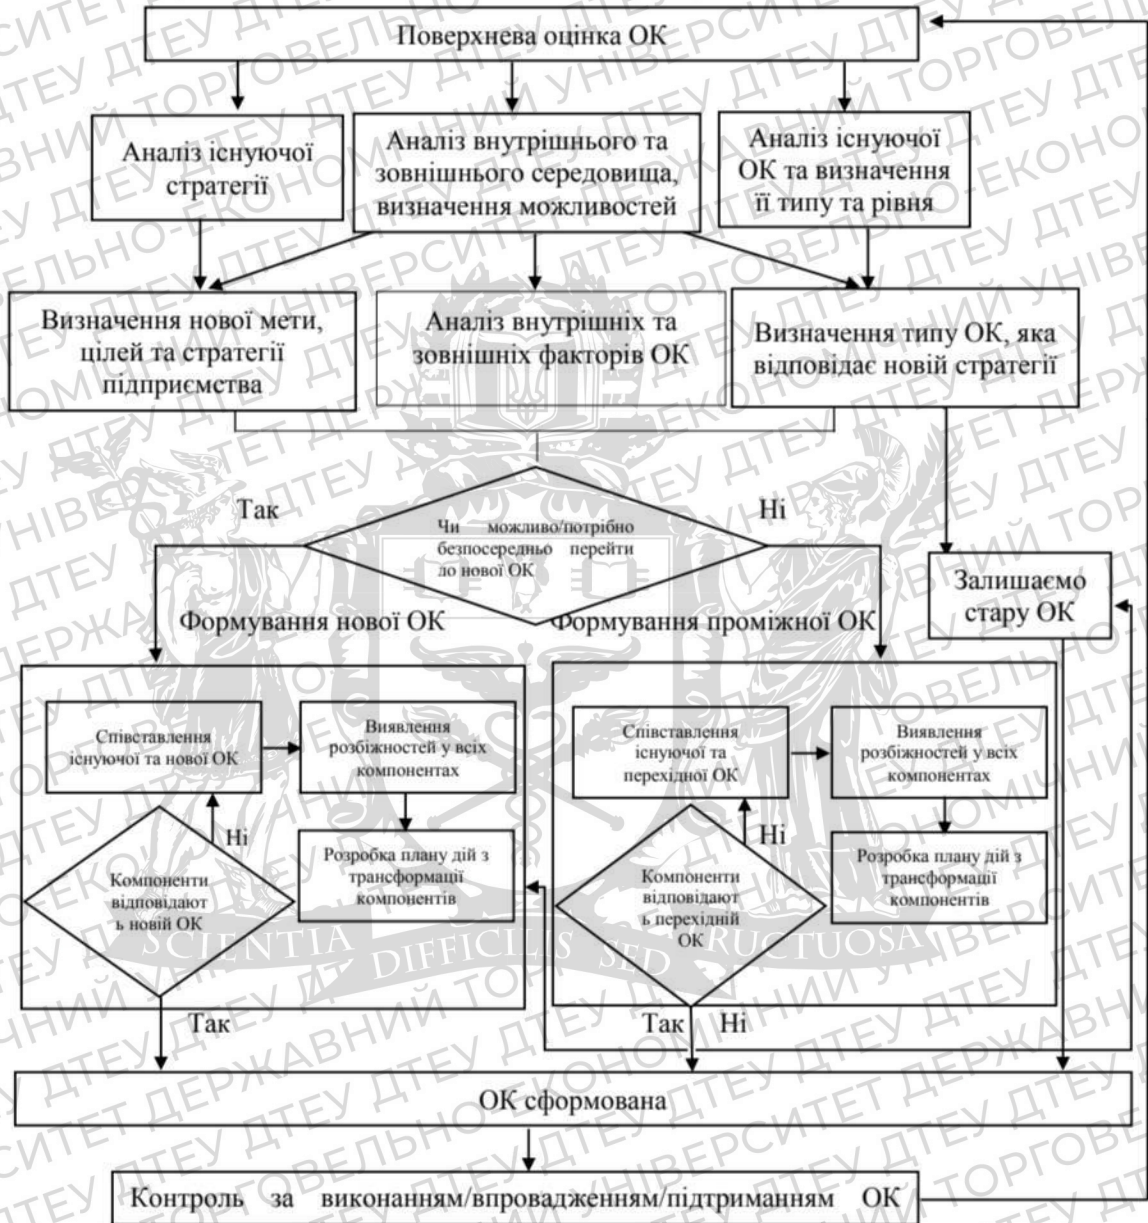 Поверхнева оцінка ОК
Аналіз існуючої
стратегії
Аналіз внутрішнього та
зовнішнього середовища,
визначення можливостей
Аналіз існуючої
ОК та визначення
її типу та рівня
Визначення нової мети,
цілей та стратегії
підприємства
Аналіз внутрішніх та
зовнішніх факторів ОК
Визначення типу ОК, яка
відповідає новій стратегії
Так
Чи можливо/потрібно
безпосередньо перейти
до нової ОК
Ні
Залишаємо
стару ОК
Формування нової ОК
Формування проміжної ОК
Співставлення
існуючої та нової ОК
Виявлення
розбіжностей у всіх
компонентах
Ні
Компоненти
відповідают
ь новій ОК
Розробка плану дій з
трансформації
компонентів
Співставлення
існуючої та
перехідної ОК
Виявлення
розбіжностей у всіх
компонентах
Ні
Компоненти
відповідают
ь перехідній
ОК
Розробка плану дій з
трансформації
компонентів
SCIENTIA DIFFICILIS SED FRUCTUOSA
Так
Так Ні
ОК сформована
Контроль за виконанням/впровадженням/підтриманням ОК